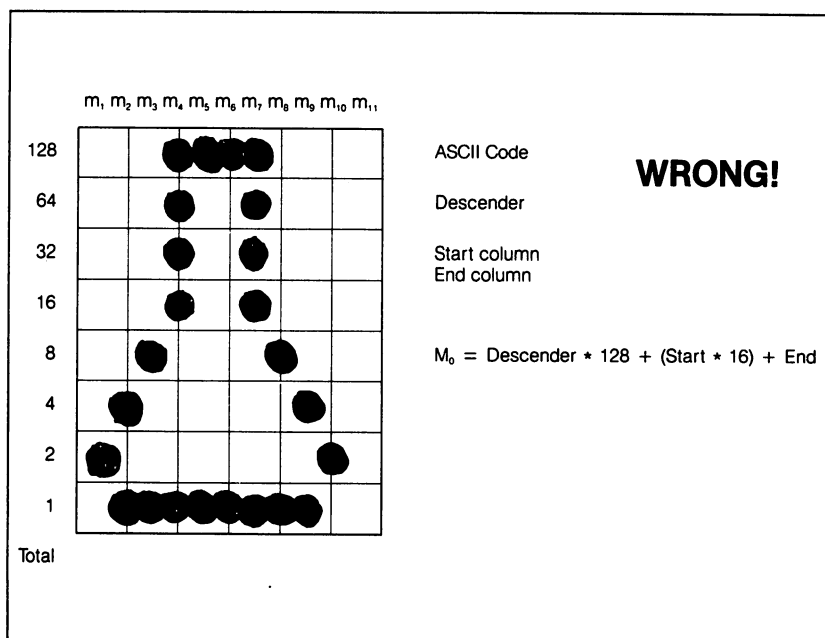 m₁ m₂ m₃ m₄ m₅ m₆ m₇ m₈ m₉ m₁₀ m₁₁
128
64
32
16
8
4
2
1
Total
ASCII Code
WRONG!
Descender
Start column
End column
M₀ = Descender * 128 + (Start * 16) + End